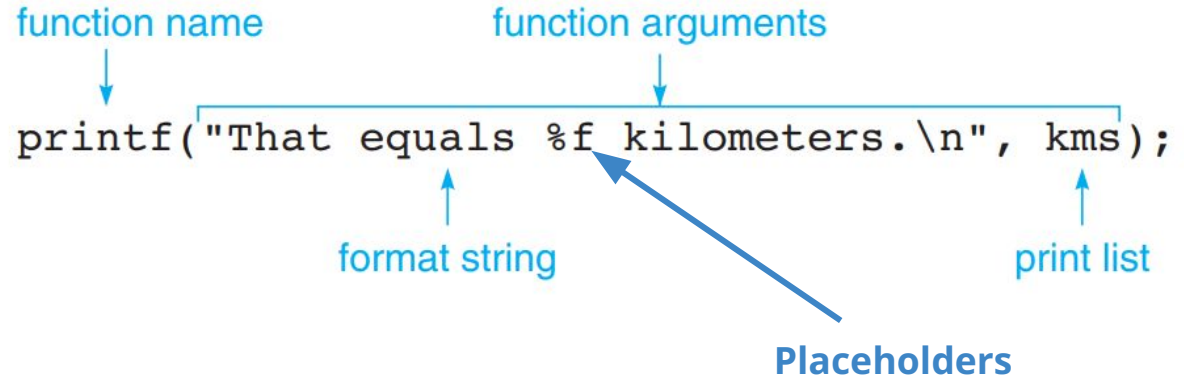 function name function arguments
printf("That equals %f kilometers.\n", kms);
format string print list
Placeholders